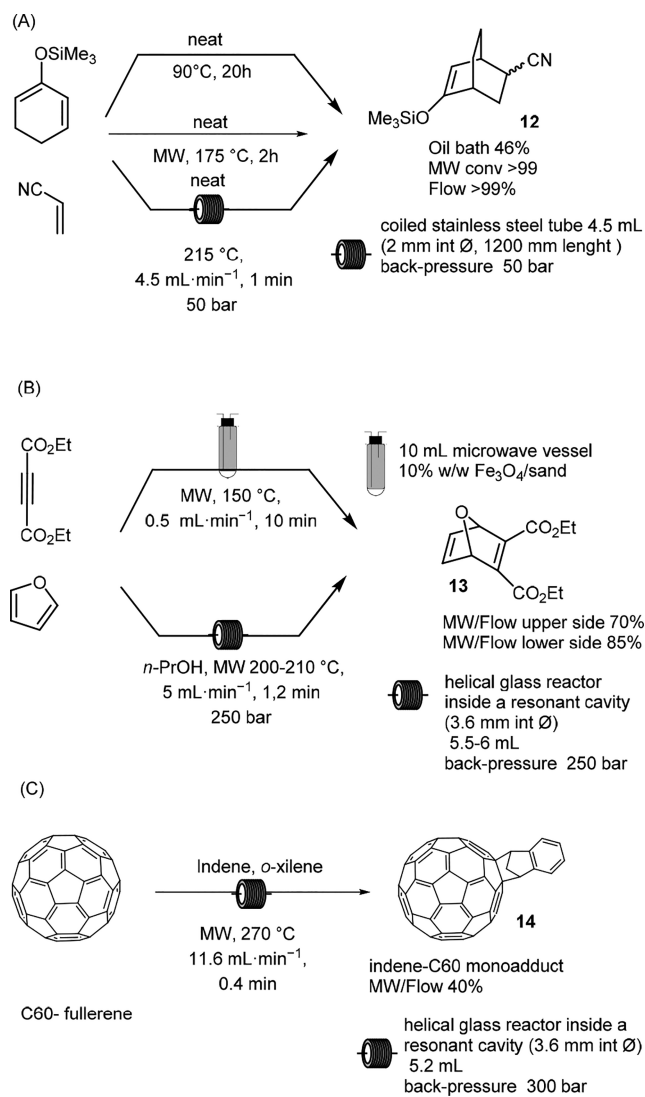 (A)
OSiMe3
NC
neat
90°C, 20h
neat
MW, 175 °C, 2h
neat
215 °C,
4.5 mL·min⁻¹, 1 min
50 bar
CN
Me3SiO
12
Oil bath 46%
MW conv >99
Flow >99%
coiled stainless steel tube 4.5 mL
(2 mm int Ø, 1200 mm lenght )
back-pressure 50 bar
(B)
CO2Et
CO2Et
O
MW, 150 °C,
0.5 mL·min⁻¹, 10 min
n-PrOH, MW 200-210 °C,
5 mL·min⁻¹, 1,2 min
250 bar
10 mL microwave vessel
10% w/w Fe3O4/sand
O
CO2Et
CO2Et
13
MW/Flow upper side 70%
MW/Flow lower side 85%
helical glass reactor
inside a resonant cavity
(3.6 mm int Ø)
5.5-6 mL
back-pressure 250 bar
(C)
C60- fullerene
Indene, o-xilene
MW, 270 °C
11.6 mL·min⁻¹,
0.4 min
14
indene-C60 monoadduct
MW/Flow 40%
helical glass reactor inside a
resonant cavity (3.6 mm int Ø)
5.2 mL
back-pressure 300 bar